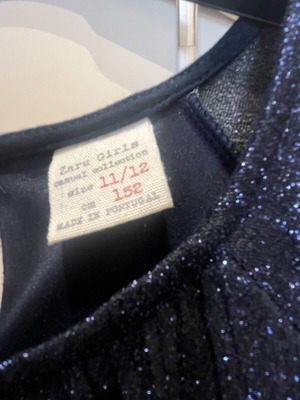 Zara Girls
casual collection
size 11/12
cm 152
MADE IN PORTUGAL